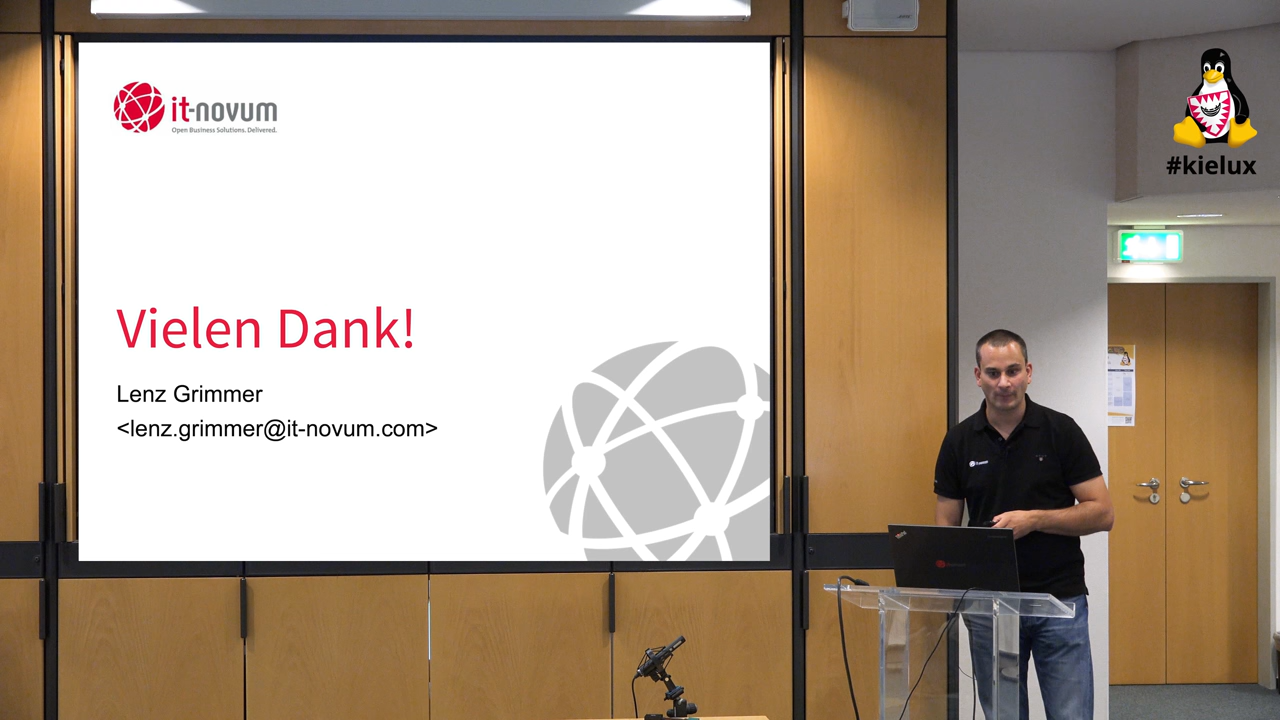 it-novum
Open Business Solutions. Delivered.
Vielen Dank!
Lenz Grimmer
<lenz.grimmer@it-novum.com>
#kielux